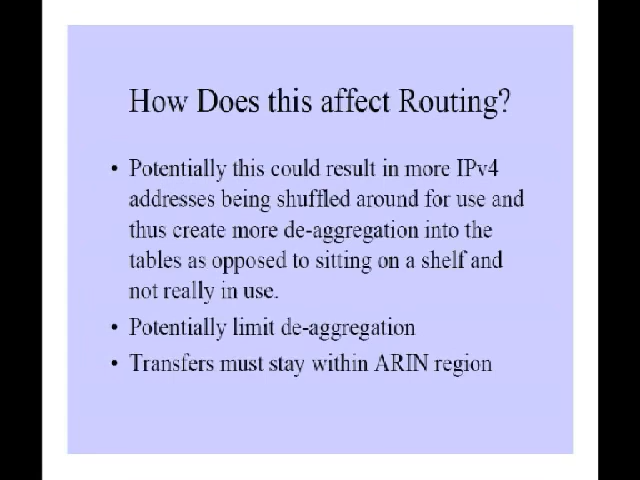 How Does this affect Routing?
• Potentially this could result in more IPv4
addresses being shuffled around for use and
thus create more de-aggregation into the
tables as opposed to sitting on a shelf and
not really in use.
• Potentially limit de-aggregation
• Transfers must stay within ARIN region